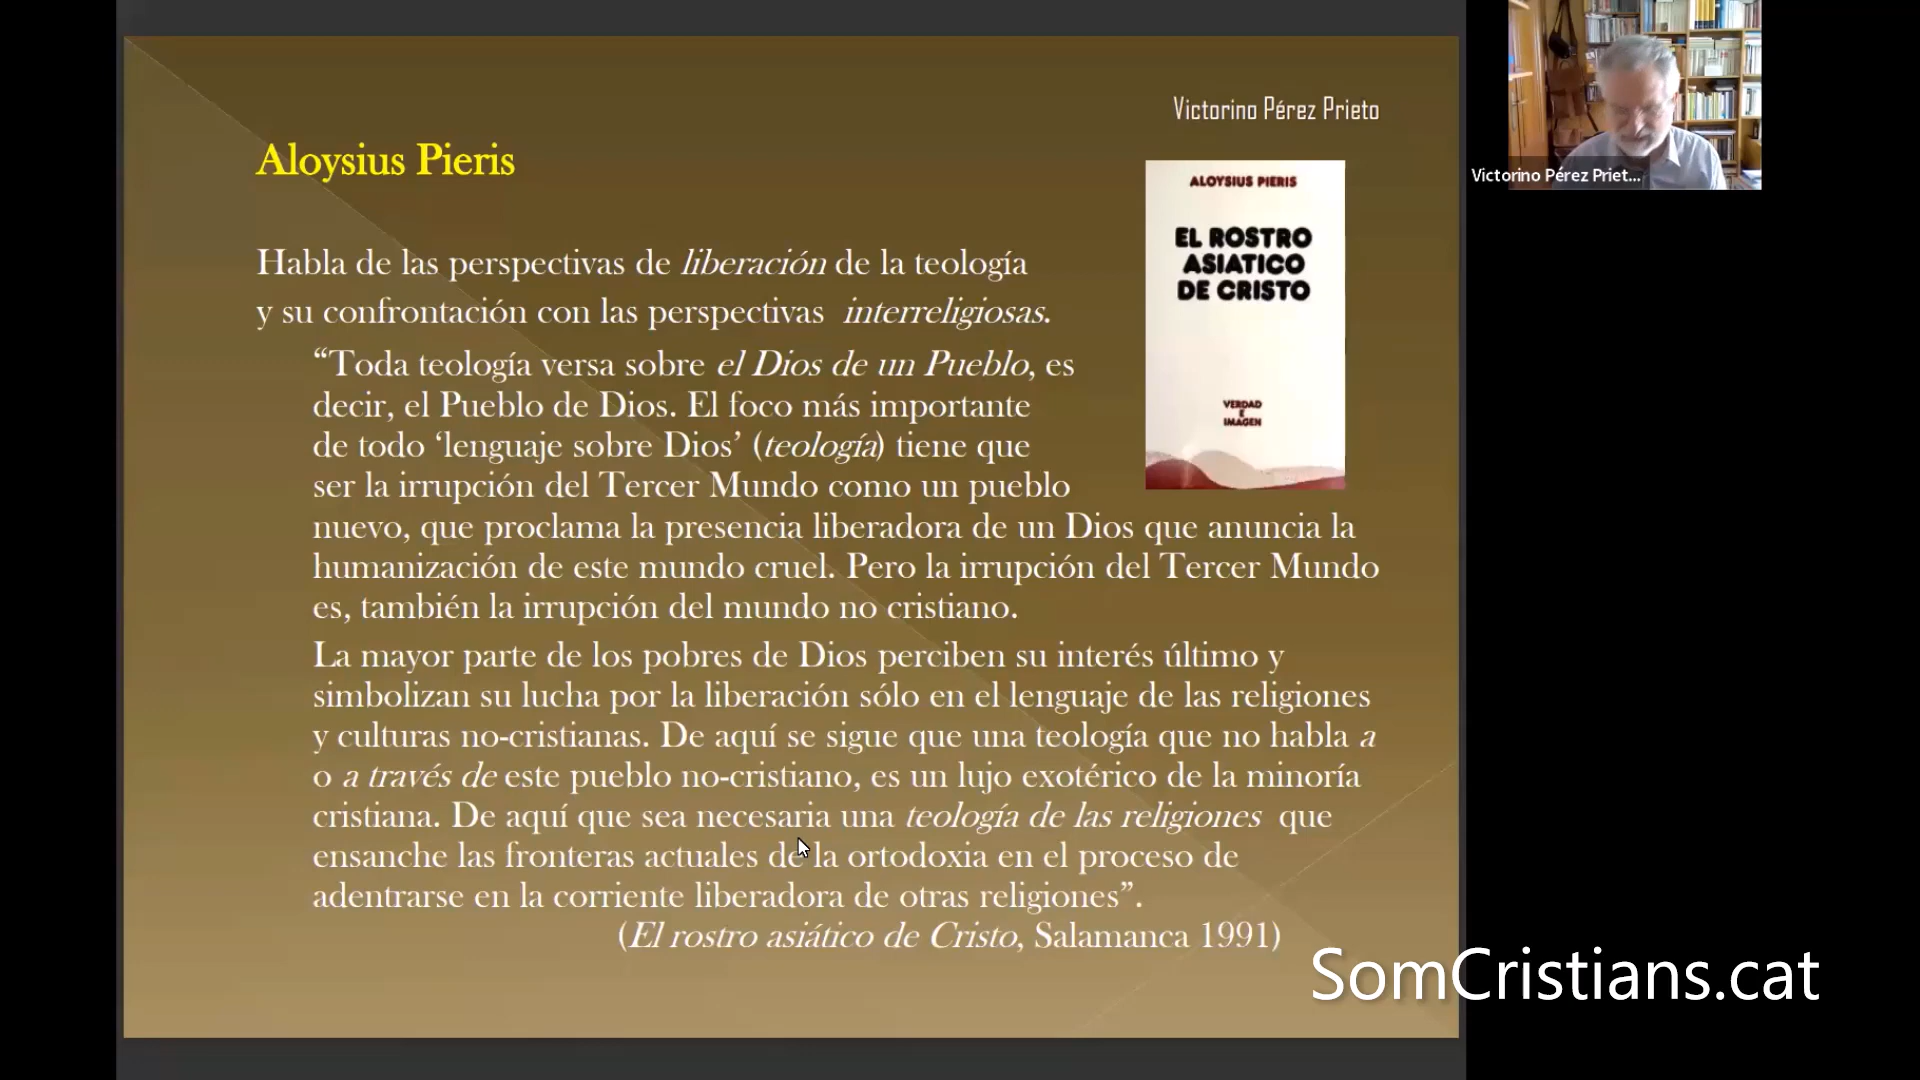 Victorino Pérez Prieto
Aloysius Pieris
Habla de las perspectivas de liberación de la teología
y su confrontación con las perspectivas interreligiosas.
“Toda teología versa sobre el Dios de un Pueblo, es
decir, el Pueblo de Dios. El foco más importante
de todo ‘lenguaje sobre Dios’ (teología) tiene que
ser la irrupción del Tercer Mundo como un pueblo
nuevo, que proclama la presencia liberadora de un Dios que anuncia la
humanización de este mundo cruel. Pero la irrupción del Tercer Mundo
es, también la irrupción del mundo no cristiano.
La mayor parte de los pobres de Dios perciben su interés último y
simbolizan su lucha por la liberación sólo en el lenguaje de las religiones
y culturas no-cristianas. De aquí se sigue que una teología que no habla a
o a través de este pueblo no-cristiano, es un lujo exotérico de la minoría
cristiana. De aquí que sea necesaria una teología de las religiones que
ensanche las fronteras actuales de la ortodoxia en el proceso de
adentrarse en la corriente liberadora de otras religiones”.
(El rostro asiático de Cristo, Salamanca 1991)
ALOYSIUS PIERIS
EL ROSTRO
ASIATICO
DE CRISTO
VERDAD
E
IMAGEN
Victorino Pérez Priet...
SomCristians.cat